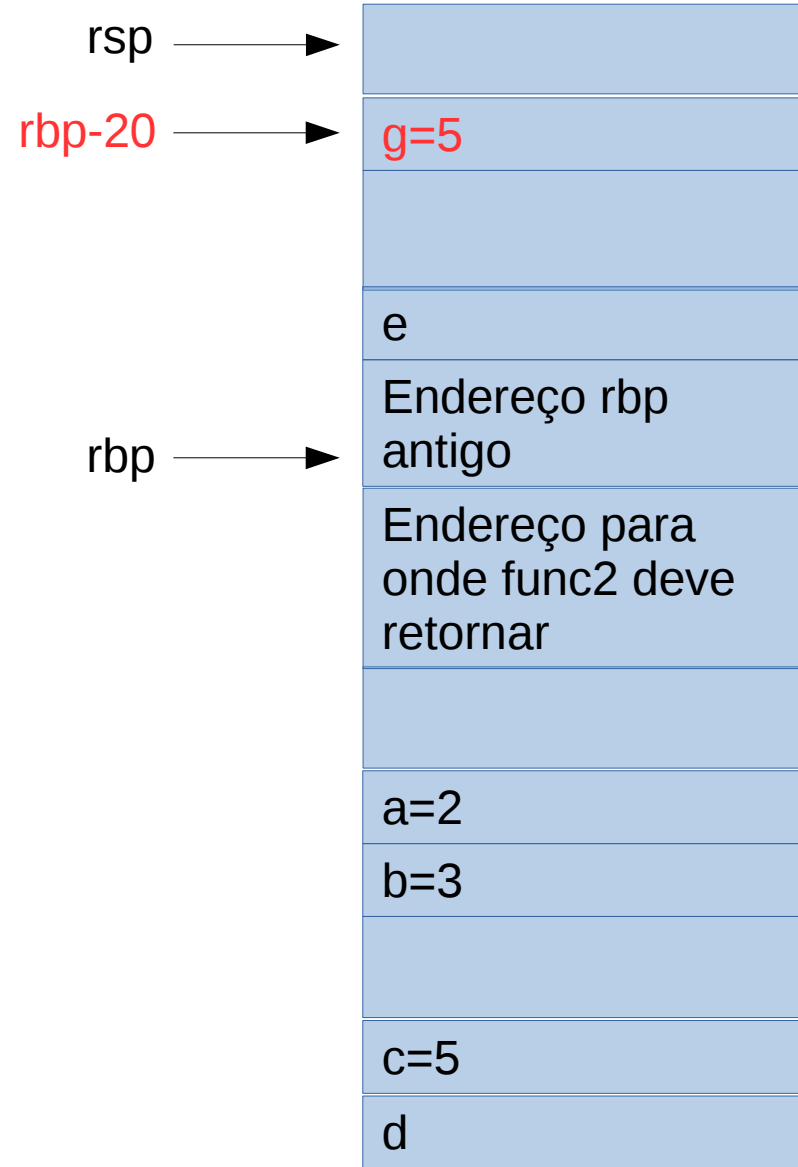 rsp
rbp-20
g=5
e
Endereço rbp
antigo
rbp
Endereço para
onde func2 deve
retornar
a=2
b=3
c=5
d